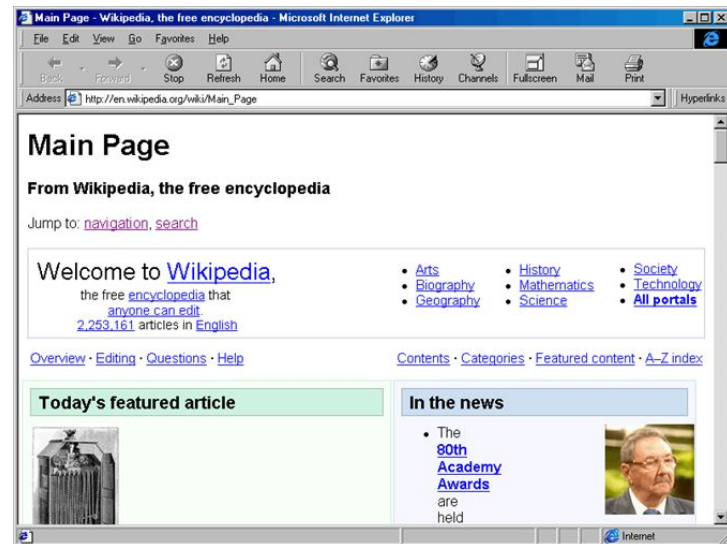 Main Page - Wikipedia, the free encyclopedia - Microsoft Internet Explorer
File Edit View Go Favorites Help
Back Forward Stop Refresh Home Search Favorites History Channels Fullscreen Mail Print
Address http://en.wikipedia.org/wiki/Main_Page Hyperlinks
Main Page
From Wikipedia, the free encyclopedia
Jump to: navigation, search
Welcome to Wikipedia,
the free encyclopedia that
anyone can edit.
2,253,161 articles in English
• Arts
• Biography
• Geography
• History
• Mathematics
• Science
• Society
• Technology
• All portals
Overview · Editing · Questions · Help
Contents · Categories · Featured content · A–Z index
Today's featured article
In the news
• The
80th
Academy
Awards
are
held
Internet